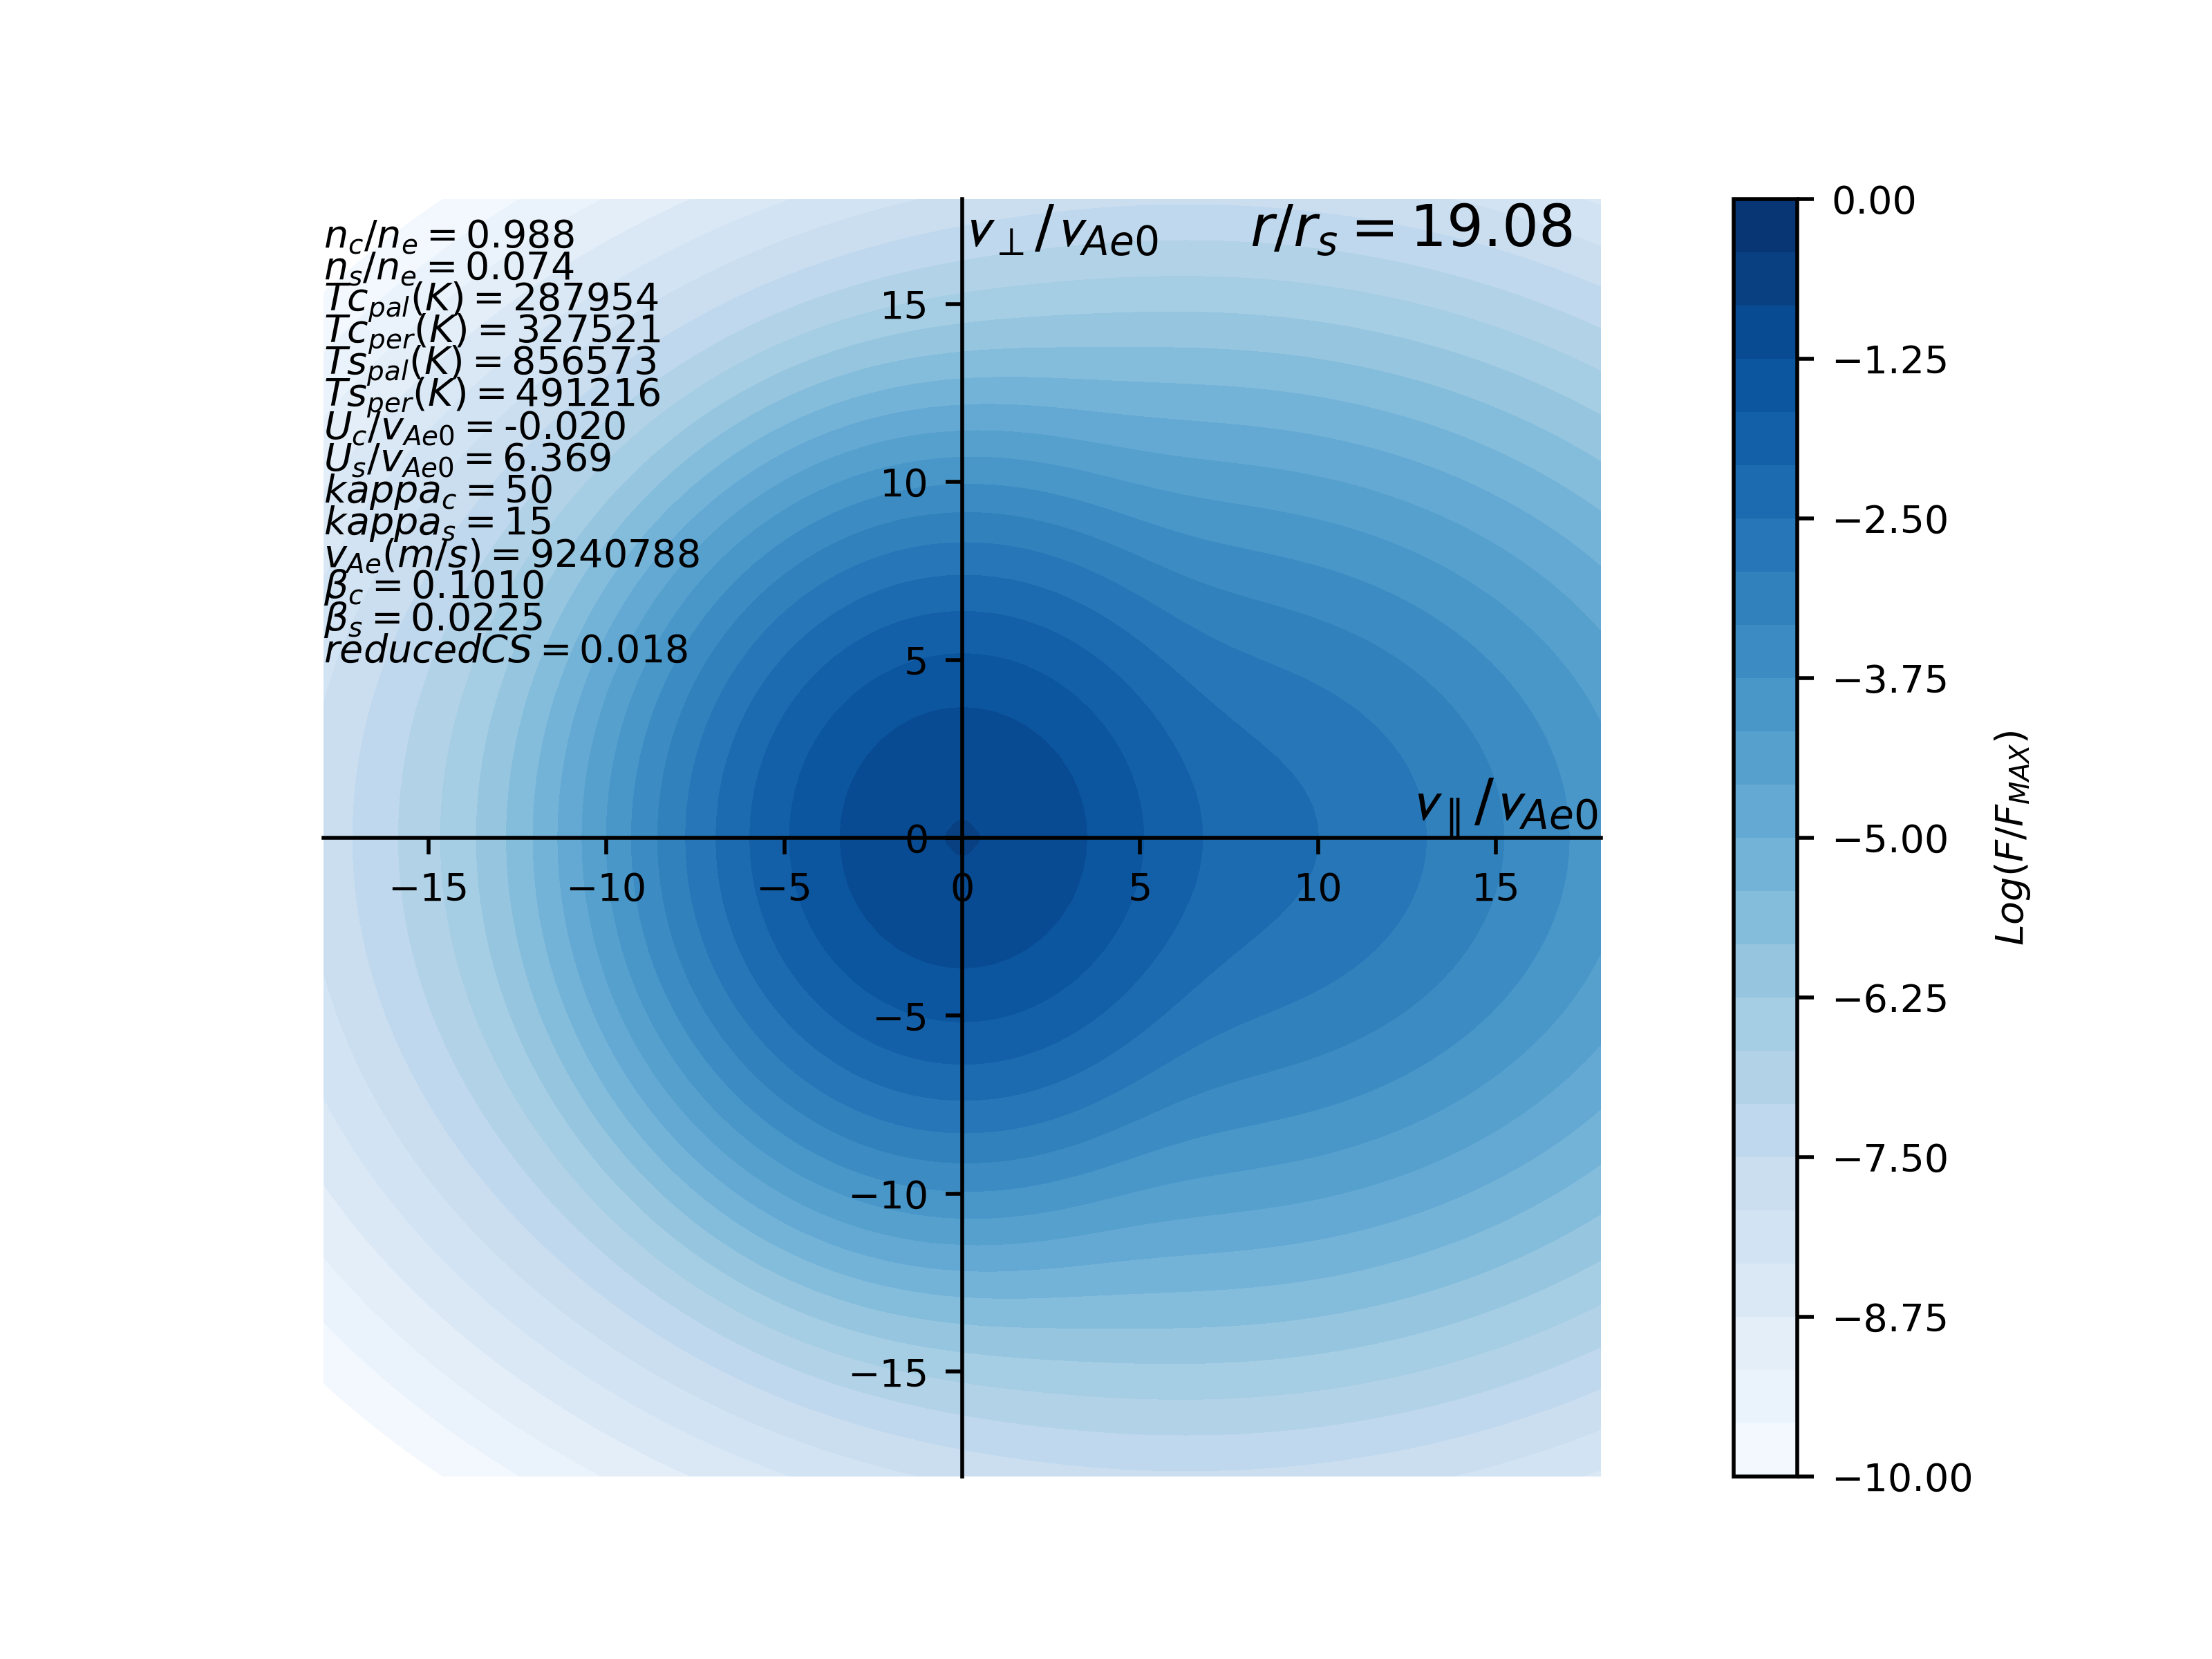 n_c/n_e = 0.988
n_s/n_e = 0.074
Tc_pal(K) = 287954
Tc_per(K) = 327521
Ts_pal(K) = 856573
Ts_per(K) = 491216
U_c/v_Ae0 = -0.020
U_s/v_Ae0 = 6.369
kappa_c = 50
kappa_s = 15
v_Ae(m/s) = 9240788
β_c = 0.1010
β_s = 0.0225
reducedCS = 0.018
v_⊥/v_Ae0
r/r_s = 19.08
15
10
5
0
−5
−10
−15
v_∥/v_Ae0
−15
−10
−5
0
5
10
15
0.00
−1.25
−2.50
−3.75
−5.00
−6.25
−7.50
−8.75
−10.00
Log(F/F_MAX)